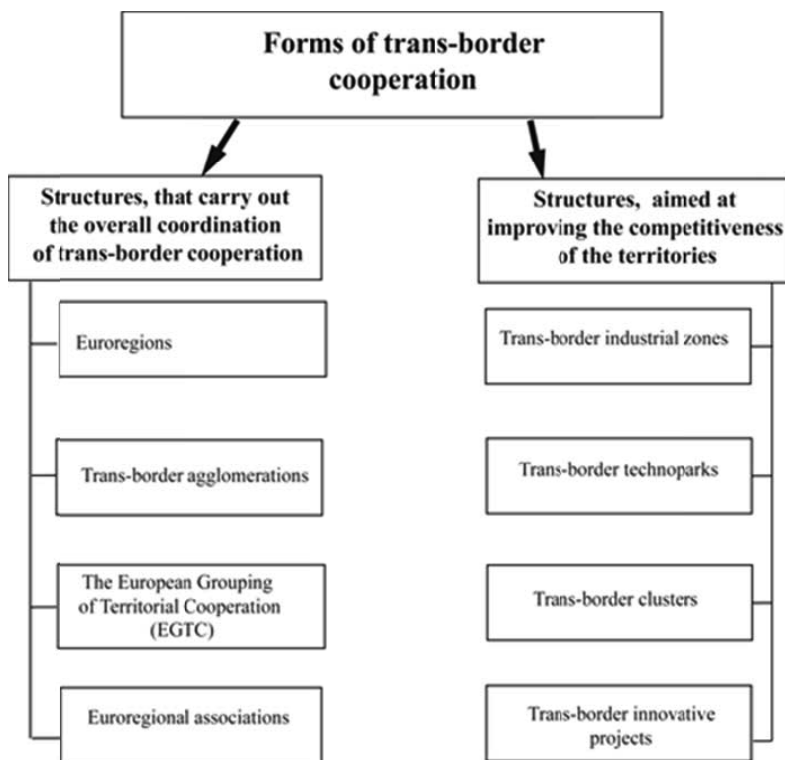 Forms of trans-border
cooperation
Structures, that carry out
the overall coordination
of trans-border cooperation
Euroregions
Trans-border agglomerations
The European Grouping
of Territorial Cooperation
(EGTC)
Euroregional associations
Structures, aimed at
improving the competitiveness
of the territories
Trans-border industrial zones
Trans-border technoparks
Trans-border clusters
Trans-border innovative
projects